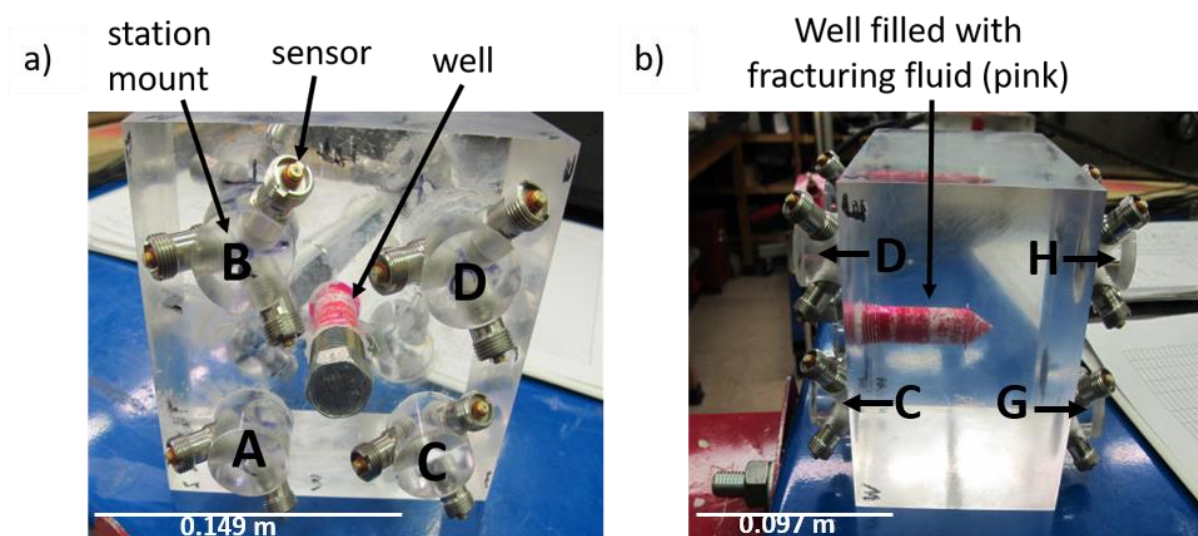 a)
station
mount
sensor
well
B
D
A
C
0.149 m
b)
Well filled with
fracturing fluid (pink)
D
H
C
G
0.097 m